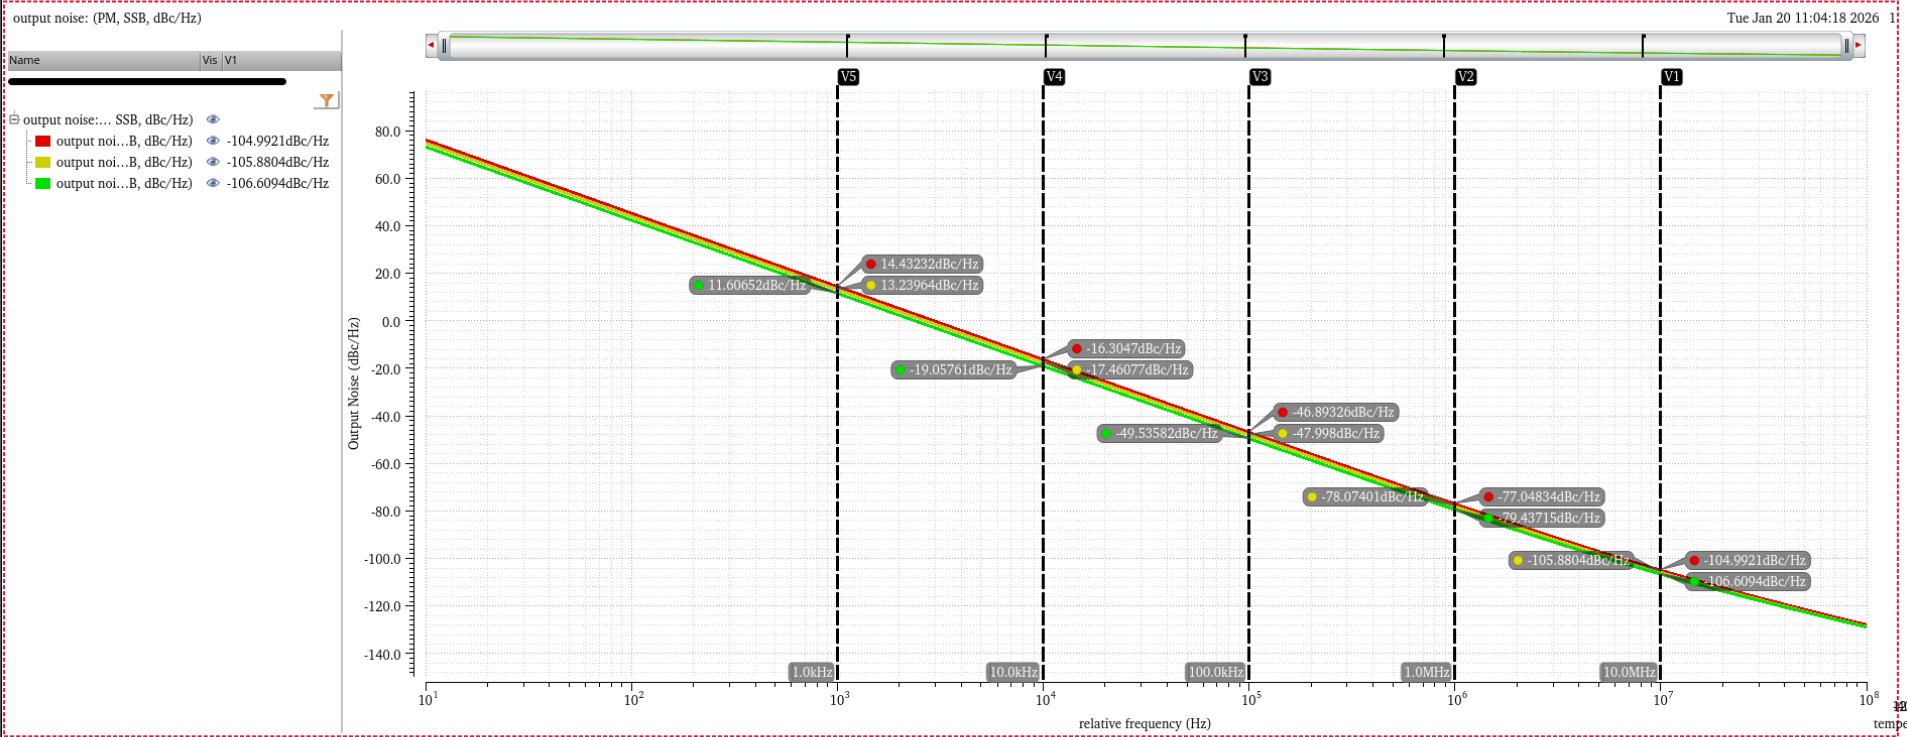 output noise: (PM, SSB, dBc/Hz)
Tue Jan 20 11:04:18 2026 1
Name Vis V1
output noise:... SSB, dBc/Hz)
output noi...B, dBc/Hz) -104.9921dBc/Hz
output noi...B, dBc/Hz) -105.8804dBc/Hz
output noi...B, dBc/Hz) -106.6094dBc/Hz
V5 V4 V3 V2 V1
Output Noise (dBc/Hz)
80.0
60.0
40.0
20.0
0.0
-20.0
-40.0
-60.0
-80.0
-100.0
-120.0
-140.0
14.43232dBc/Hz
11.60652dBc/Hz 13.23964dBc/Hz
-16.3047dBc/Hz
-19.05761dBc/Hz -17.46077dBc/Hz
-46.89326dBc/Hz
-49.53582dBc/Hz -47.998dBc/Hz
-78.07401dBc/Hz -77.04834dBc/Hz
-79.43715dBc/Hz
-105.8804dBc/Hz -104.9921dBc/Hz
-106.6094dBc/Hz
1.0kHz 10.0kHz 100.0kHz 1.0MHz 10.0MHz
10¹ 10² 10³ 10⁴ 10⁵ 10⁶ 10⁷ 10⁸
relative frequency (Hz)
tempe